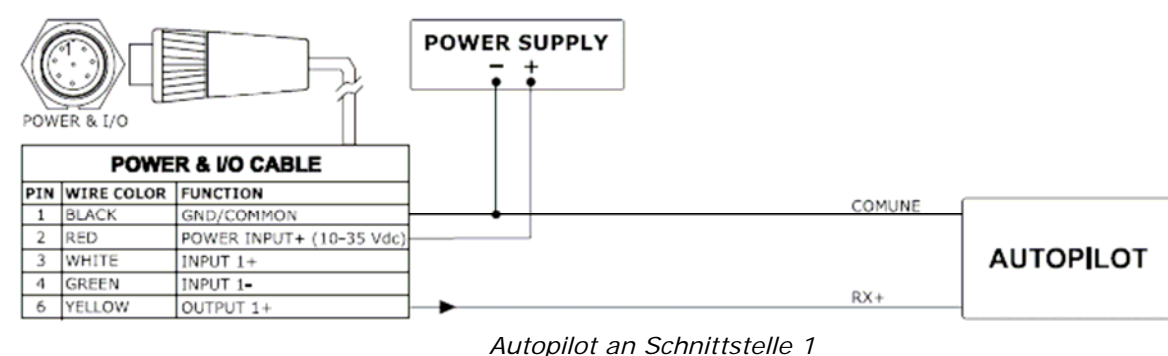 POWER SUPPLY
- +
1
POWER & I/O
POWER & I/O CABLE
PIN WIRE COLOR FUNCTION
1 BLACK GND/COMMON
2 RED POWER INPUT+ (10-35 Vdc)
3 WHITE INPUT 1+
4 GREEN INPUT 1-
6 YELLOW OUTPUT 1+
COMUNE
RX+
AUTOPILOT
Autopilot an Schnittstelle 1